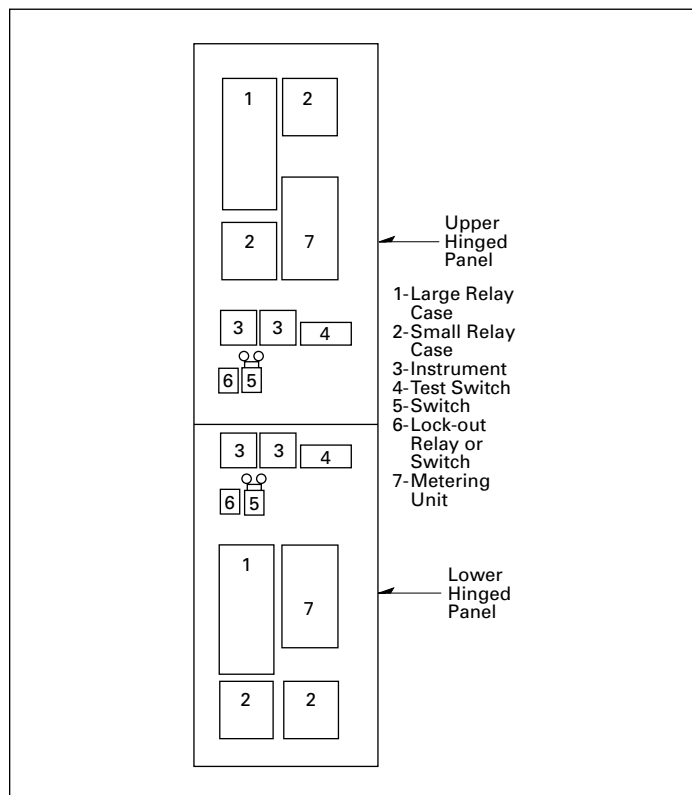 1
2
2
7
Upper
Hinged
Panel
1-Large Relay
Case
2-Small Relay
Case
3-Instrument
4-Test Switch
5-Switch
6-Lock-out
Relay or
Switch
7-Metering
Unit
3 3 4
6 5
3 3 4
6 5
1
7
Lower
Hinged
Panel
2 2